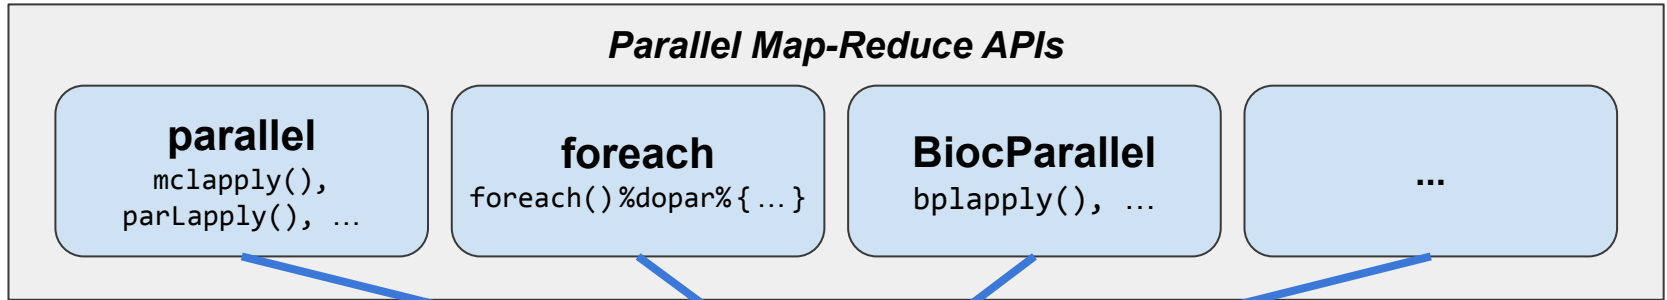 Parallel Map-Reduce APIs
parallel
mclapply(),
parLapply(), …
foreach
foreach()%dopar%{…}
BiocParallel
bplapply(), …
...